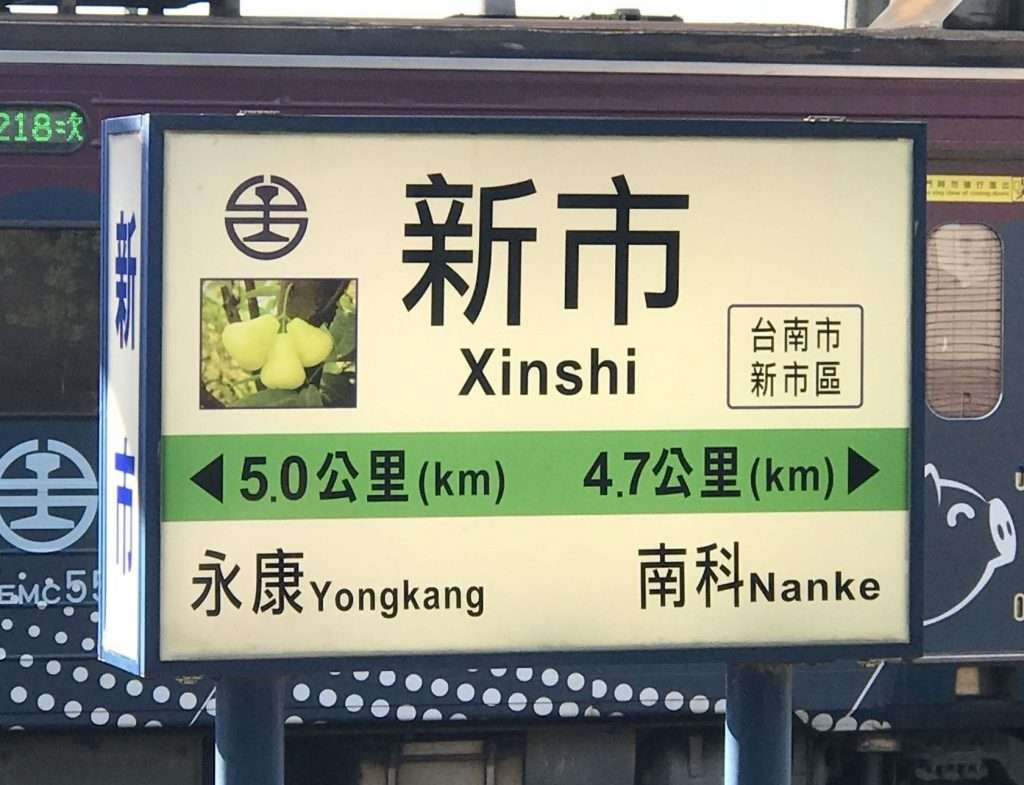 218次
新市
新市
Xinshi
台南市
新市區
◀5.0公里(km)
4.7公里(km)▶
永康Yongkang
南科Nanke